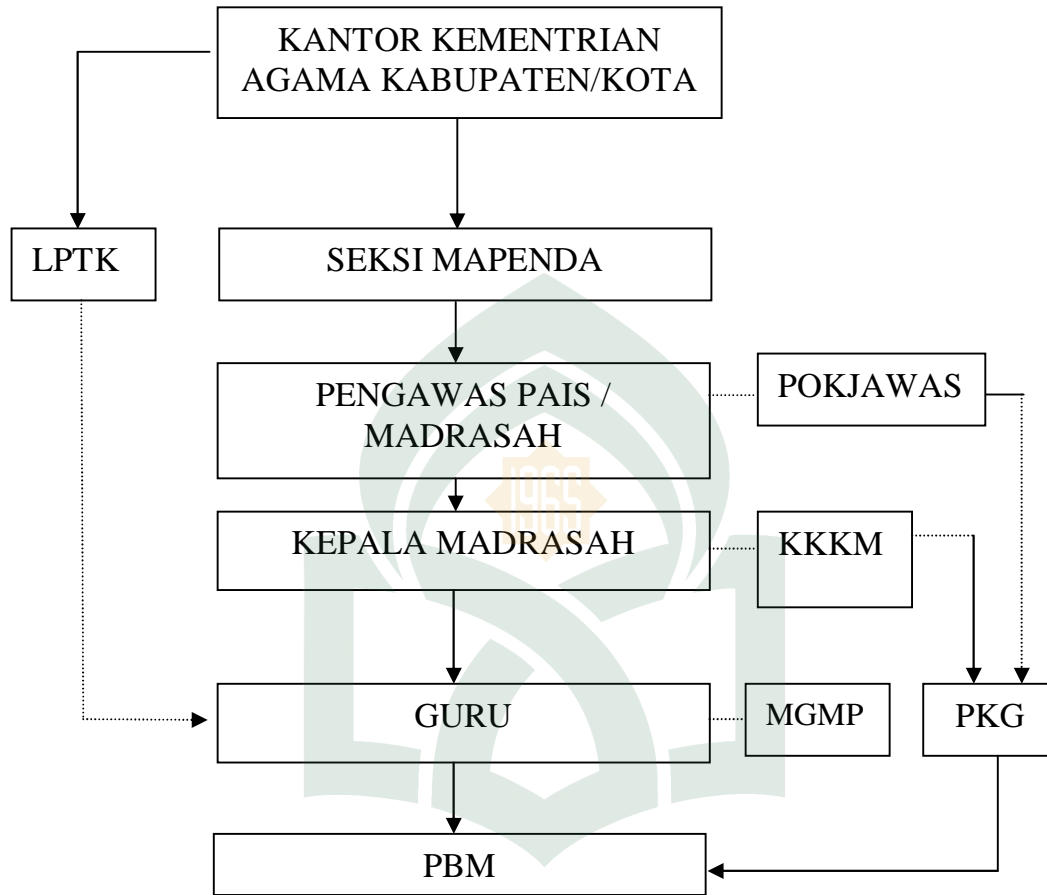 KANTOR KEMENTRIAN
AGAMA KABUPATEN/KOTA
LPTK
SEKSI MAPENDA
PENGAWAS PAIS /
MADRASAH
POKJAWAS
1965
KEPALA MADRASAH
KKKM
GURU
MGMP
PKG
PBM